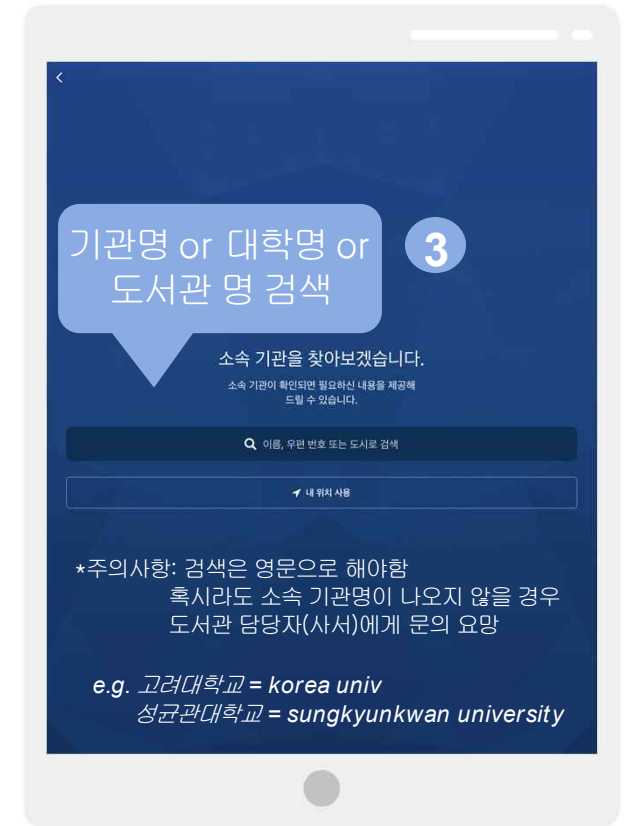 기관명 or 대학명 or
도서관 명 검색
3
소속 기관을 찾아보겠습니다.
소속 기관이 확인되면 필요하신 내용을 제공해
드릴 수 있습니다.
이름, 우편 번호 또는 도시로 검색
내 위치 사용
*주의사항: 검색은 영문으로 해야함
혹시라도 소속 기관명이 나오지 않을 경우
도서관 담당자(사서)에게 문의 요망
e.g. 고려대학교 = korea univ
성균관대학교 = sungkyunkwan university